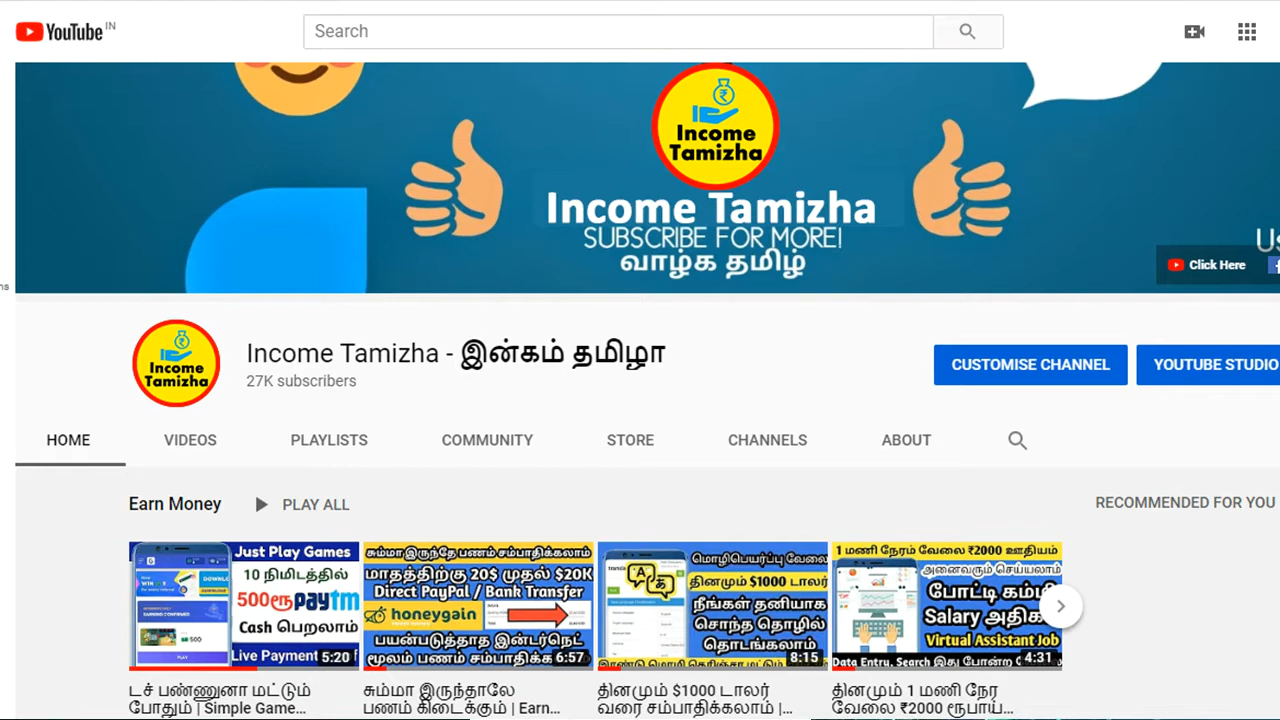 YouTube IN
Search
Income
Tamizha
Income Tamizha
SUBSCRIBE FOR MORE!
வாழ்க தமிழ்
Us
Click Here
ns
Income
Tamizha
Income Tamizha - இன்கம் தமிழா
27K subscribers
CUSTOMISE CHANNEL
YOUTUBE STUDIO
HOME VIDEOS PLAYLISTS COMMUNITY STORE CHANNELS ABOUT
Earn Money PLAY ALL
RECOMMENDED FOR YOU
Just Play Games
10 நிமிடத்தில்
500ரூ paytm
Cash பெறலாம்
Live Payment
5:20
சும்மா இருந்தே பணம் சம்பாதிக்கலாம்
மாதத்திற்கு 20$ முதல் $20K
Direct PayPal / Bank Transfer
honeygain
பயன்படுத்தாத இன்டர்நெட்
மூலம் பணம் சம்பாதிக்க
6:57
மொழிபெயர்ப்பு வேலை
தினமும் $1000 டாலர்
நீங்கள் தனியாக
சொந்த தொழில்
தொடங்கலாம்
இரண்டு மொழி தெரிஞ்சா மட்டும்
8:15
1 மணி நேரம் வேலை ₹2000 ஊதியம்
அனைவரும் செய்யலாம்
போட்டி கம்மி
Salary அதிக
Virtual Assistant Job
Data Entry, Search இது போன்ற
4:31
டச் பண்ணுனா மட்டும்
போதும் | Simple Game...
சும்மா இருந்தாலே
பணம் கிடைக்கும் | Earn...
தினமும் $1000 டாலர்
வரை சம்பாதிக்கலாம் |...
தினமும் 1 மணி நேர
வேலை ₹2000 ரூபாய்...